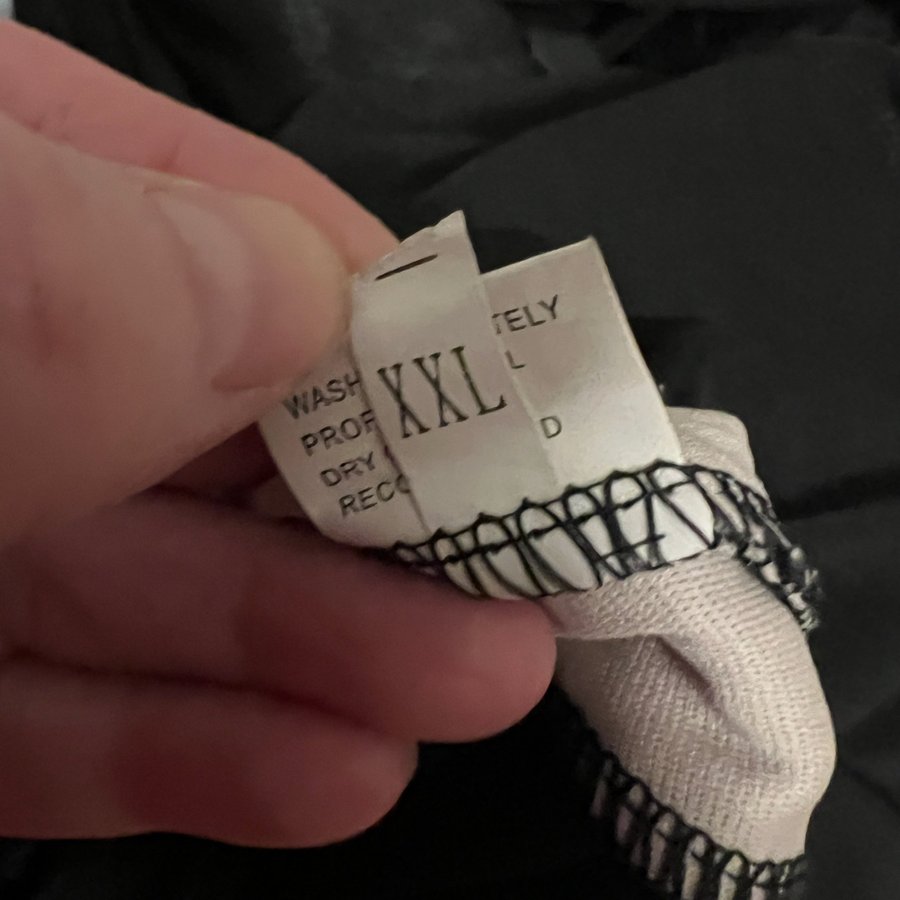 XXL
WASH TELY
PROF L
DRY
RECO D